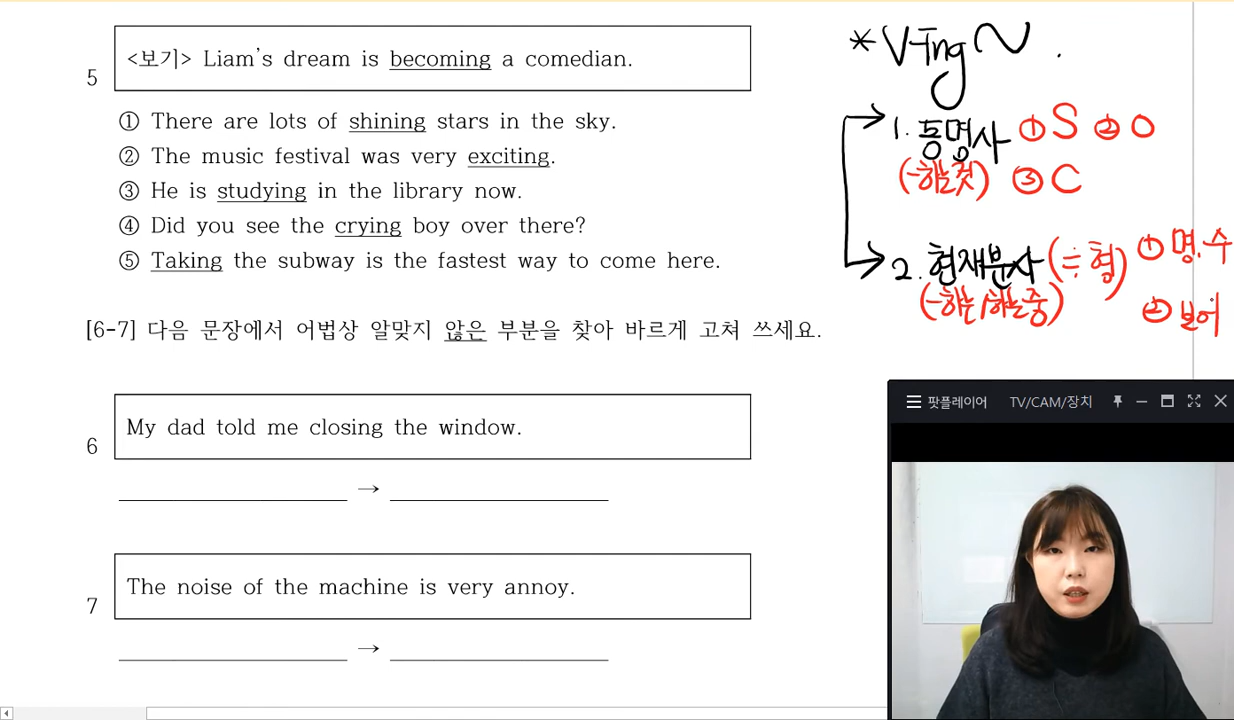 5
<보기> Liam's dream is becoming a comedian.
① There are lots of shining stars in the sky.
② The music festival was very exciting.
③ He is studying in the library now.
④ Did you see the crying boy over there?
⑤ Taking the subway is the fastest way to come here.
[6-7] 다음 문장에서 어법상 알맞지 않은 부분을 찾아 바르게 고쳐 쓰세요.
6
My dad told me closing the window.
→
7
The noise of the machine is very annoy.
→
* V-ing ~ .
1. 동명사 ① S ② O
(-하는것) ③ C
2. 현재분사 (≒형) ① 명.수
(-하는/하는중) ② 보어
팟플레이어 TV/CAM/장치